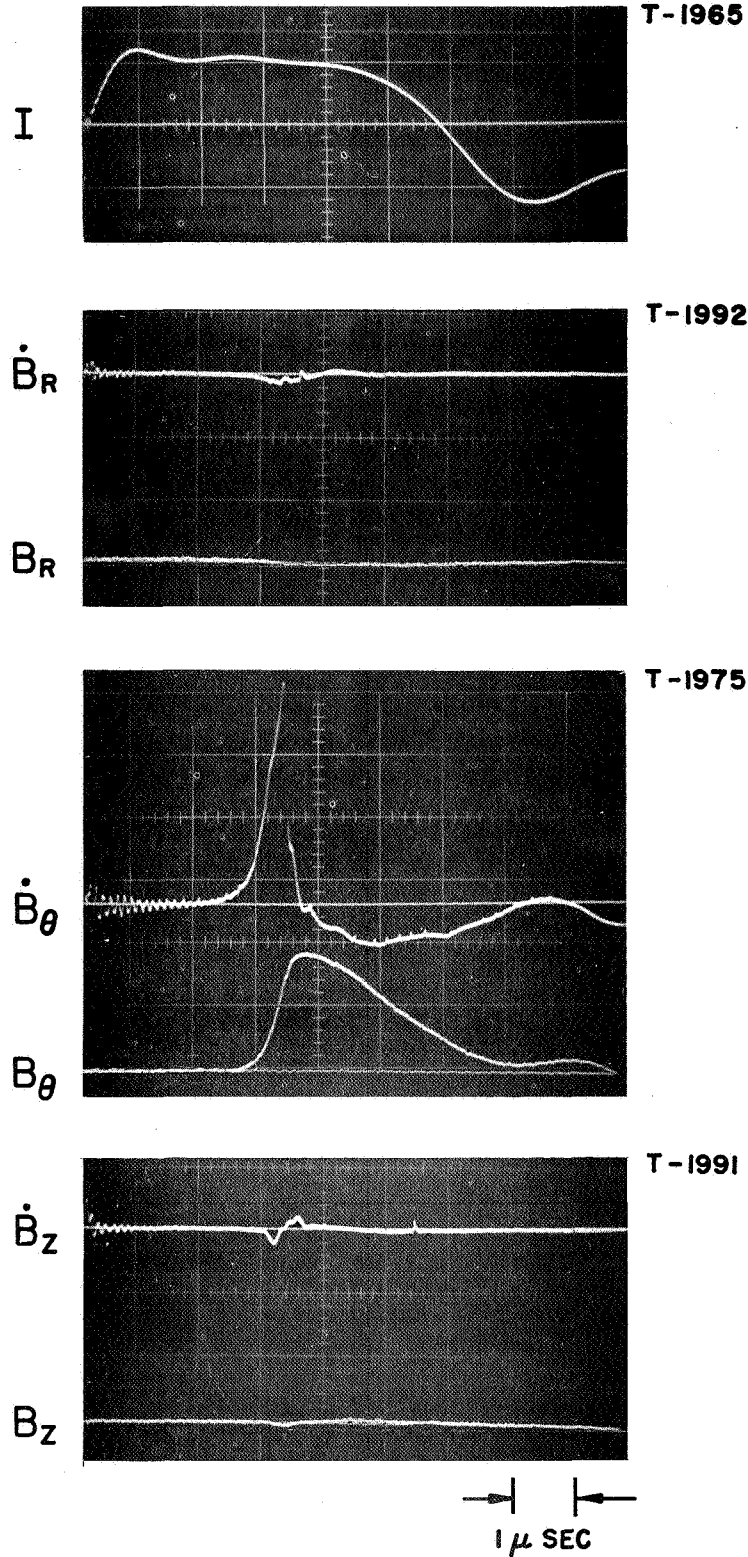 T-1965
I
T-1992
Ḃ_R
B_R
T-1975
Ḃ_θ
B_θ
T-1991
Ḃ_Z
B_Z
1 μ SEC